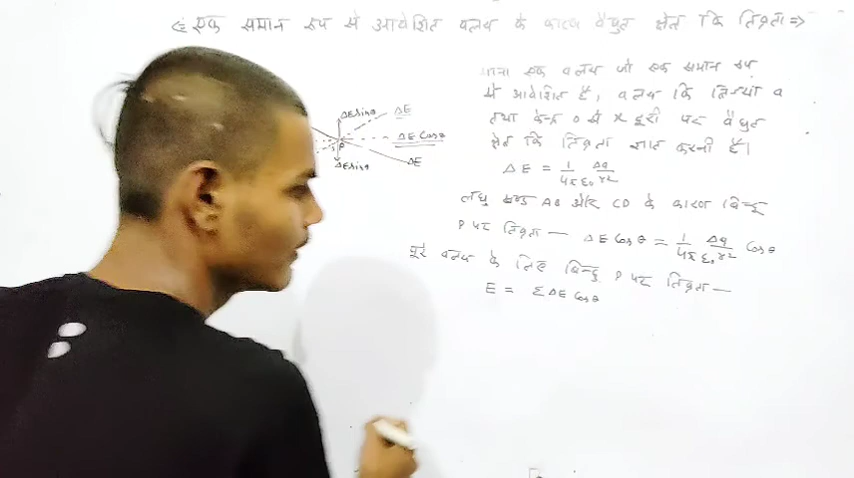 एक समान रूप से आवेशित वलय के कारण वैधुत क्षेत्र कि तिव्रता ⇒
ΔE sinθ
ΔE
ΔE Cosθ
P
ΔE sinθ
ΔE
माना एक वलय जो एक समान रूप
से आवेशित है, वलय कि त्रिज्या a
तथा केन्द्र O से x दूरी पर वैधुत
क्षेत्र कि तिव्रता ज्ञात करनी है।
ΔE = 1/4πε₀ Δq/r²
लघु खण्ड AB और CD के कारण बिन्दू
P पर तिव्रता — ΔE Cosθ = 1/4πε₀ Δq/r² Cosθ
पूरे वलय के लिए बिन्दु P पर तिव्रता —
E = Σ ΔE Cosθ